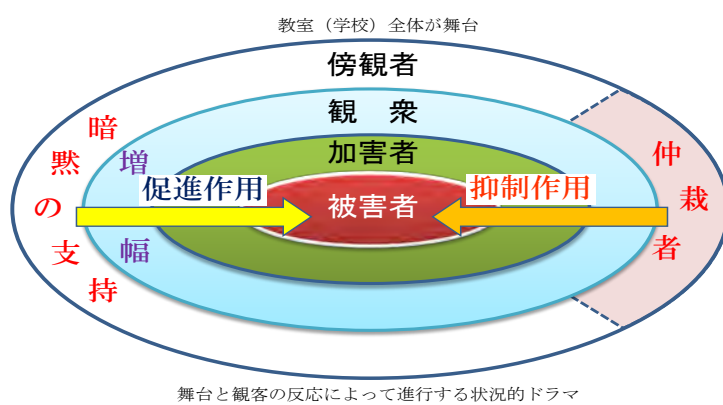 教室（学校）全体が舞台
傍観者
観　衆
加害者
被害者
暗黙の支持
増幅
促進作用
抑制作用
仲裁者
舞台と観客の反応によって進行する状況的ドラマ